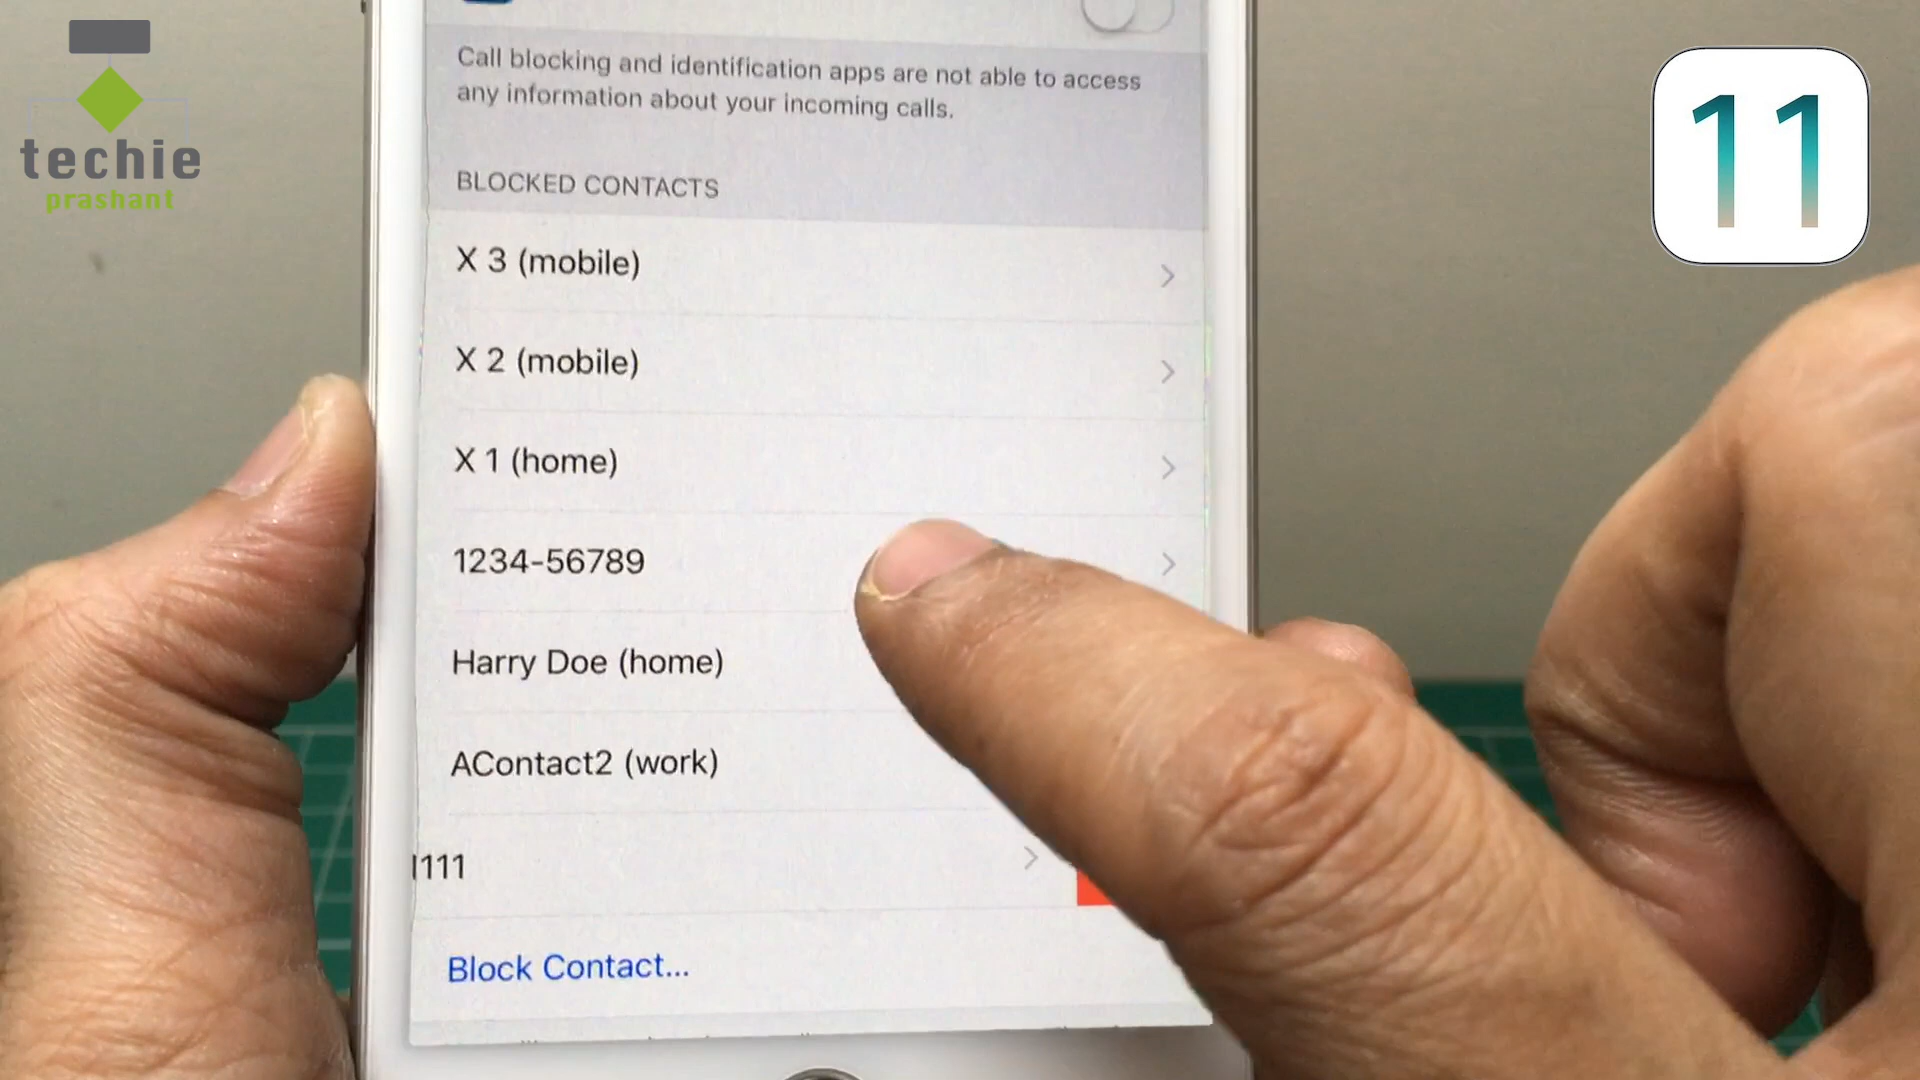 techie
prashant
11
Call blocking and identification apps are not able to access
any information about your incoming calls.
BLOCKED CONTACTS
X 3 (mobile)
X 2 (mobile)
X 1 (home)
1234-56789
Harry Doe (home)
AContact2 (work)
1111
Block Contact...